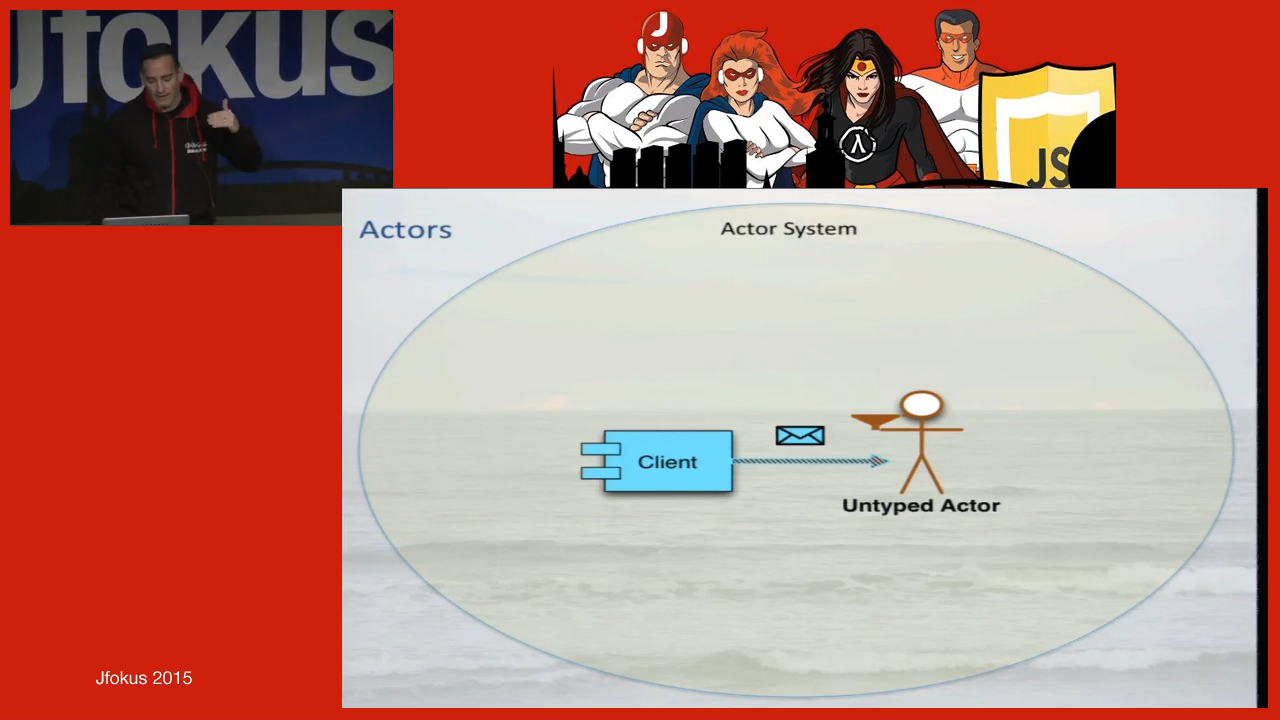 Jfokus
J
JS
Actors
Actor System
Client
Untyped Actor
Jfokus 2015